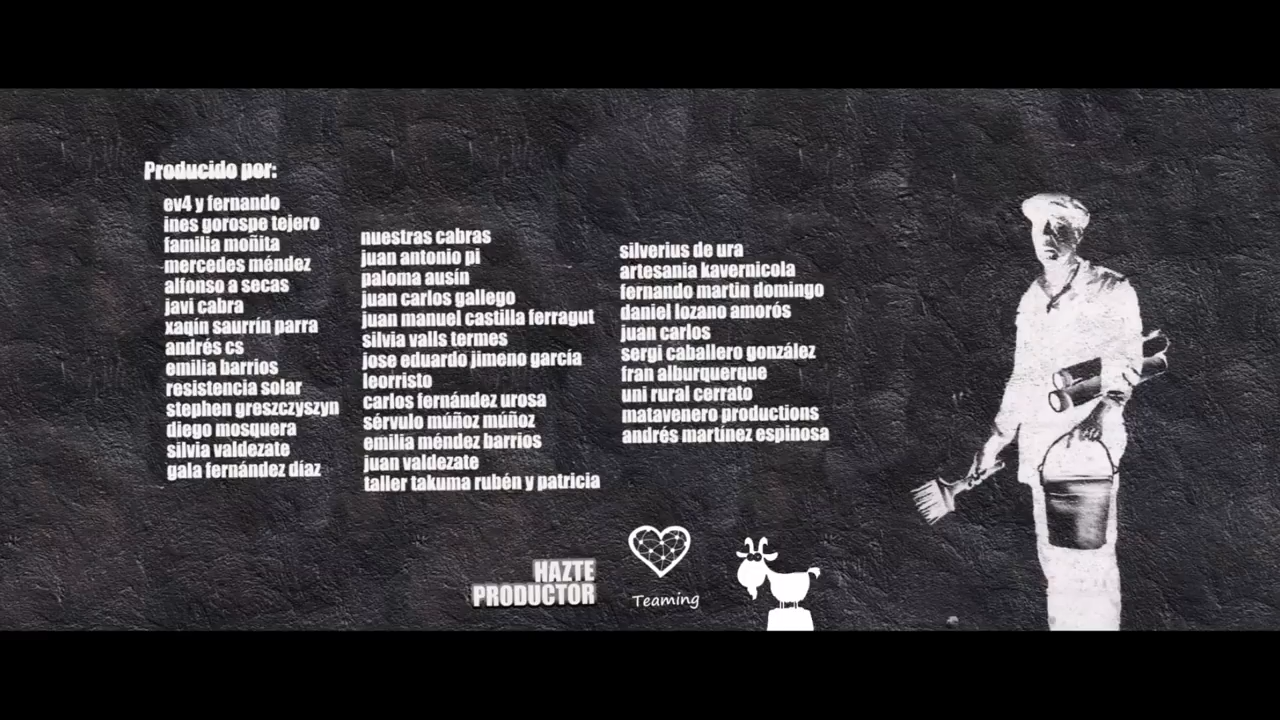 Producido por:
ev4 y fernando
ines gorospe tejero
familia moñita
mercedes méndez
alfonso a secas
javi cabra
xaqín saurrín parra
andrés cs
emilia barrios
resistencia solar
stephen greszczyszyn
diego mosquera
silvia valdezate
gala fernández díaz
nuestras cabras
juan antonio pi
paloma ausín
juan carlos gallego
juan manuel castilla ferragut
silvia valls termes
jose eduardo jimeno garcía
leorristo
carlos fernández urosa
sérvulo múñoz múñoz
emilia méndez barrios
juan valdezate
taller takuma rubén y patricia
silverius de ura
artesania kavernicola
fernando martin domingo
daniel lozano amorós
juan carlos
sergi caballero gonzález
fran alburquerque
uni rural cerrato
matavenero productions
andrés martínez espinosa
HAZTE
PRODUCTOR
Teaming